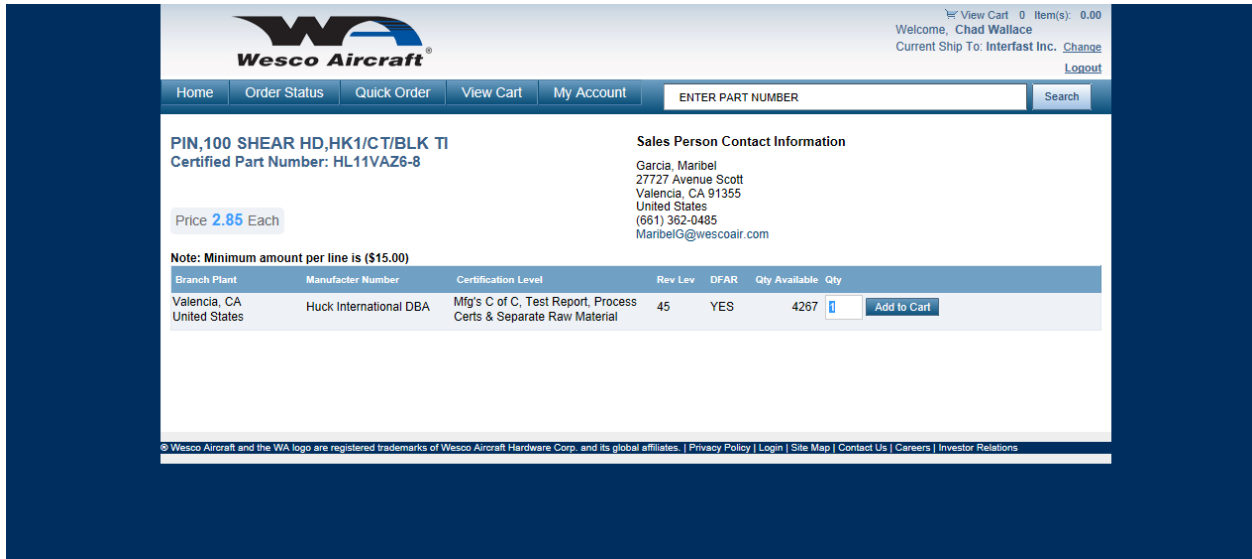 View Cart 0 Item(s): 0.00
Welcome, Chad Wallace
Current Ship To: Interfast Inc. Change
Logout
Wesco Aircraft®
Home Order Status Quick Order View Cart My Account ENTER PART NUMBER Search
PIN,100 SHEAR HD,HK1/CT/BLK TI
Certified Part Number: HL11VAZ6-8
Price 2.85 Each
Sales Person Contact Information
Garcia, Maribel
27727 Avenue Scott
Valencia, CA 91355
United States
(661) 362-0485
MaribelG@wescoair.com
Note: Minimum amount per line is ($15.00)
Branch Plant Manufacter Number Certification Level Rev Lev DFAR Qty Available Qty
Valencia, CA
United States
Huck International DBA
Mfg's C of C, Test Report, Process
Certs & Separate Raw Material
45 YES 4267 1 Add to Cart
® Wesco Aircraft and the WA logo are registered trademarks of Wesco Aircraft Hardware Corp. and its global affiliates. | Privacy Policy | Login | Site Map | Contact Us | Careers | Investor Relations